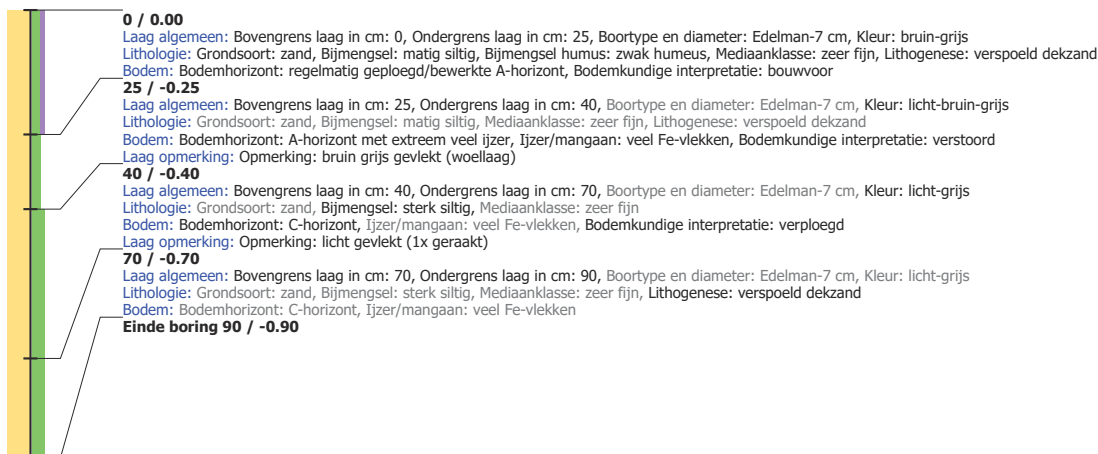 0 / 0.00
Laag algemeen: Bovengrens laag in cm: 0, Ondergrens laag in cm: 25, Boortype en diameter: Edelman-7 cm, Kleur: bruin-grijs
Lithologie: Grondsoort: zand, Bijmengsel: matig siltig, Bijmengsel humus: zwak humeus, Mediaanklasse: zeer fijn, Lithogenese: verspoeld dekzand
Bodem: Bodemhorizont: regelmatig geploegd/bewerkte A-horizont, Bodemkundige interpretatie: bouwvoor
25 / -0.25
Laag algemeen: Bovengrens laag in cm: 25, Ondergrens laag in cm: 40, Boortype en diameter: Edelman-7 cm, Kleur: licht-bruin-grijs
Lithologie: Grondsoort: zand, Bijmengsel: matig siltig, Mediaanklasse: zeer fijn, Lithogenese: verspoeld dekzand
Bodem: Bodemhorizont: A-horizont met extreem veel ijzer, Ijzer/mangaan: veel Fe-vlekken, Bodemkundige interpretatie: verstoord
Laag opmerking: Opmerking: bruin grijs gevlekt (woellaag)
40 / -0.40
Laag algemeen: Bovengrens laag in cm: 40, Ondergrens laag in cm: 70, Boortype en diameter: Edelman-7 cm, Kleur: licht-grijs
Lithologie: Grondsoort: zand, Bijmengsel: sterk siltig, Mediaanklasse: zeer fijn
Bodem: Bodemhorizont: C-horizont, Ijzer/mangaan: veel Fe-vlekken, Bodemkundige interpretatie: verploegd
Laag opmerking: Opmerking: licht gevlekt (1x geraakt)
70 / -0.70
Laag algemeen: Bovengrens laag in cm: 70, Ondergrens laag in cm: 90, Boortype en diameter: Edelman-7 cm, Kleur: licht-grijs
Lithologie: Grondsoort: zand, Bijmengsel: sterk siltig, Mediaanklasse: zeer fijn, Lithogenese: verspoeld dekzand
Bodem: Bodemhorizont: C-horizont, Ijzer/mangaan: veel Fe-vlekken
Einde boring 90 / -0.90